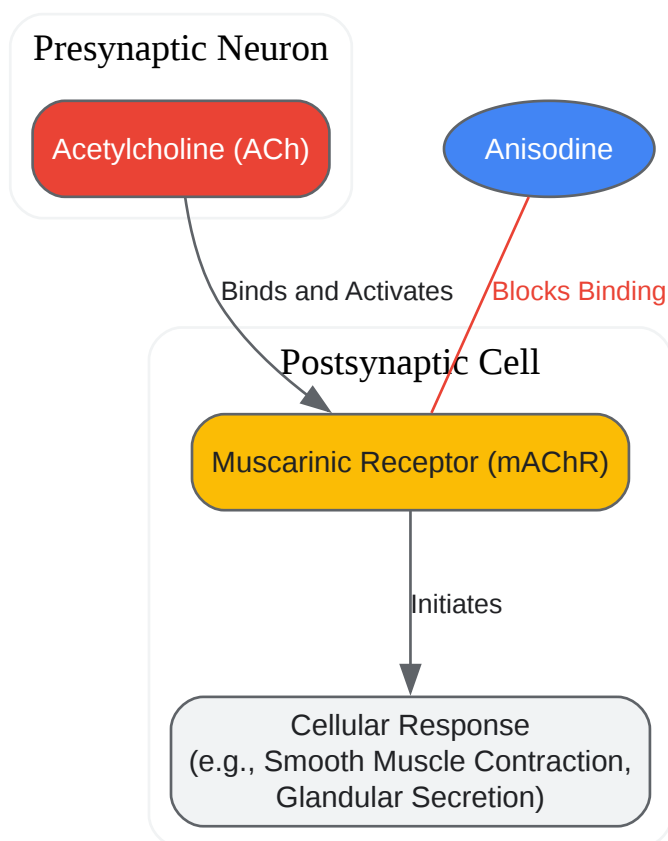 Presynaptic Neuron
Acetylcholine (ACh)
Anisodine
Binds and Activates
Blocks Binding
Postsynaptic Cell
Muscarinic Receptor (mAChR)
Initiates
Cellular Response
(e.g., Smooth Muscle Contraction,
Glandular Secretion)